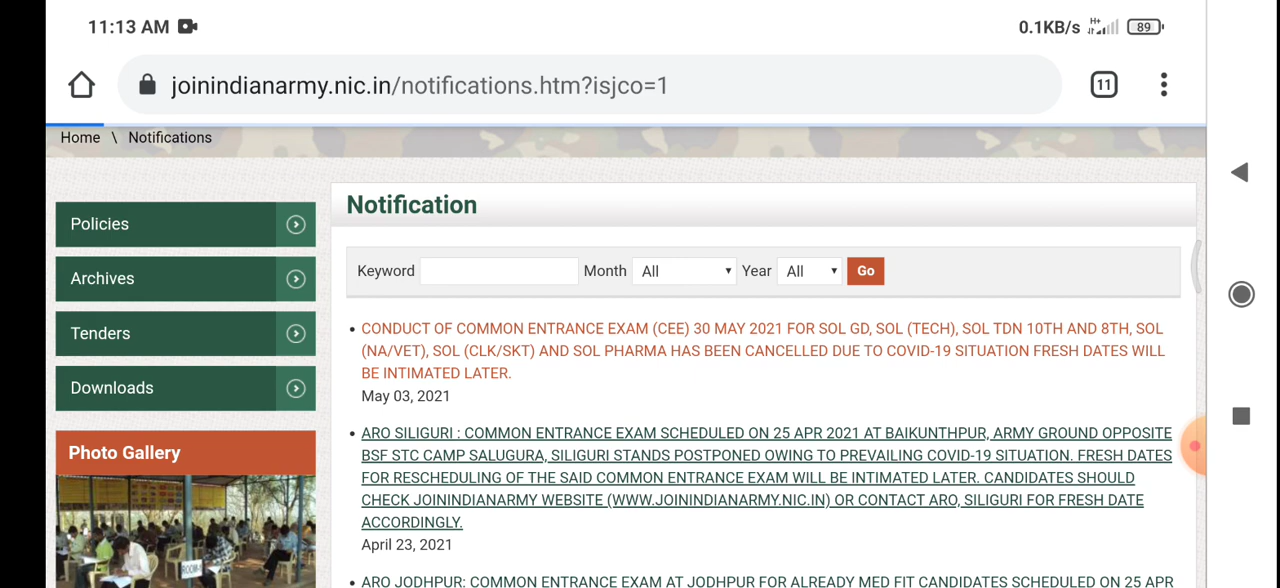 11:13 AM
0.1KB/s H+ 89
joinindianarmy.nic.in/notifications.htm?isjco=1
11
Home \ Notifications
Policies
Archives
Tenders
Downloads
Photo Gallery
ROOM
Notification
Keyword Month All Year All Go
CONDUCT OF COMMON ENTRANCE EXAM (CEE) 30 MAY 2021 FOR SOL GD, SOL (TECH), SOL TDN 10TH AND 8TH, SOL
(NA/VET), SOL (CLK/SKT) AND SOL PHARMA HAS BEEN CANCELLED DUE TO COVID-19 SITUATION FRESH DATES WILL
BE INTIMATED LATER.
May 03, 2021
ARO SILIGURI : COMMON ENTRANCE EXAM SCHEDULED ON 25 APR 2021 AT BAIKUNTHPUR, ARMY GROUND OPPOSITE
BSF STC CAMP SALUGURA, SILIGURI STANDS POSTPONED OWING TO PREVAILING COVID-19 SITUATION. FRESH DATES
FOR RESCHEDULING OF THE SAID COMMON ENTRANCE EXAM WILL BE INTIMATED LATER. CANDIDATES SHOULD
CHECK JOININDIANARMY WEBSITE (WWW.JOININDIANARMY.NIC.IN) OR CONTACT ARO, SILIGURI FOR FRESH DATE
ACCORDINGLY.
April 23, 2021
ARO JODHPUR: COMMON ENTRANCE EXAM AT JODHPUR FOR ALREADY MED FIT CANDIDATES SCHEDULED ON 25 APR